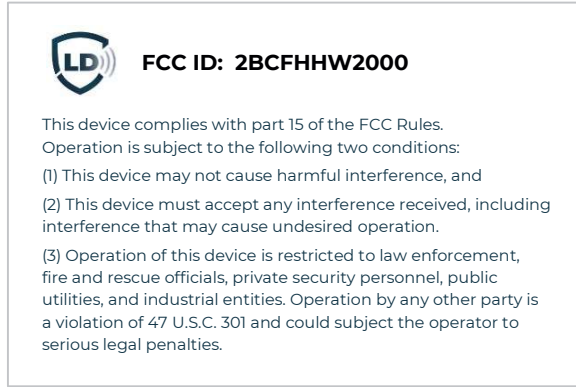 LD
FCC ID: 2BCFHHW2000
This device complies with part 15 of the FCC Rules.
Operation is subject to the following two conditions:
(1) This device may not cause harmful interference, and
(2) This device must accept any interference received, including
interference that may cause undesired operation.
(3) Operation of this device is restricted to law enforcement,
fire and rescue officials, private security personnel, public
utilities, and industrial entities. Operation by any other party is
a violation of 47 U.S.C. 301 and could subject the operator to
serious legal penalties.